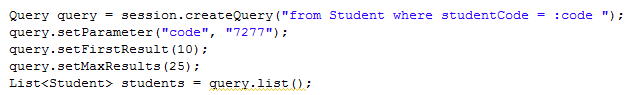 Query query = session.createQuery("from Student where studentCode = :code ");
query.setParameter("code", "7277");
query.setFirstResult(10);
query.setMaxResults(25);
List<Student> students = query.list();